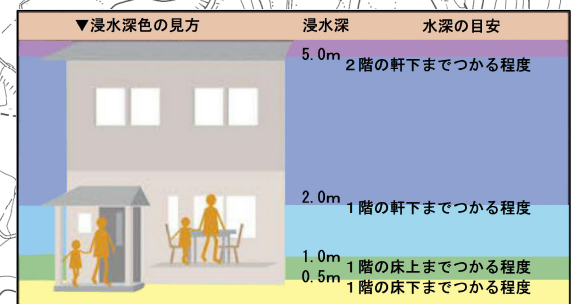 ▼浸水深色の見方 浸水深 水深の目安
5.0m 2階の軒下までつかる程度
2.0m 1階の軒下までつかる程度
1.0m 1階の床上までつかる程度
0.5m 1階の床下までつかる程度